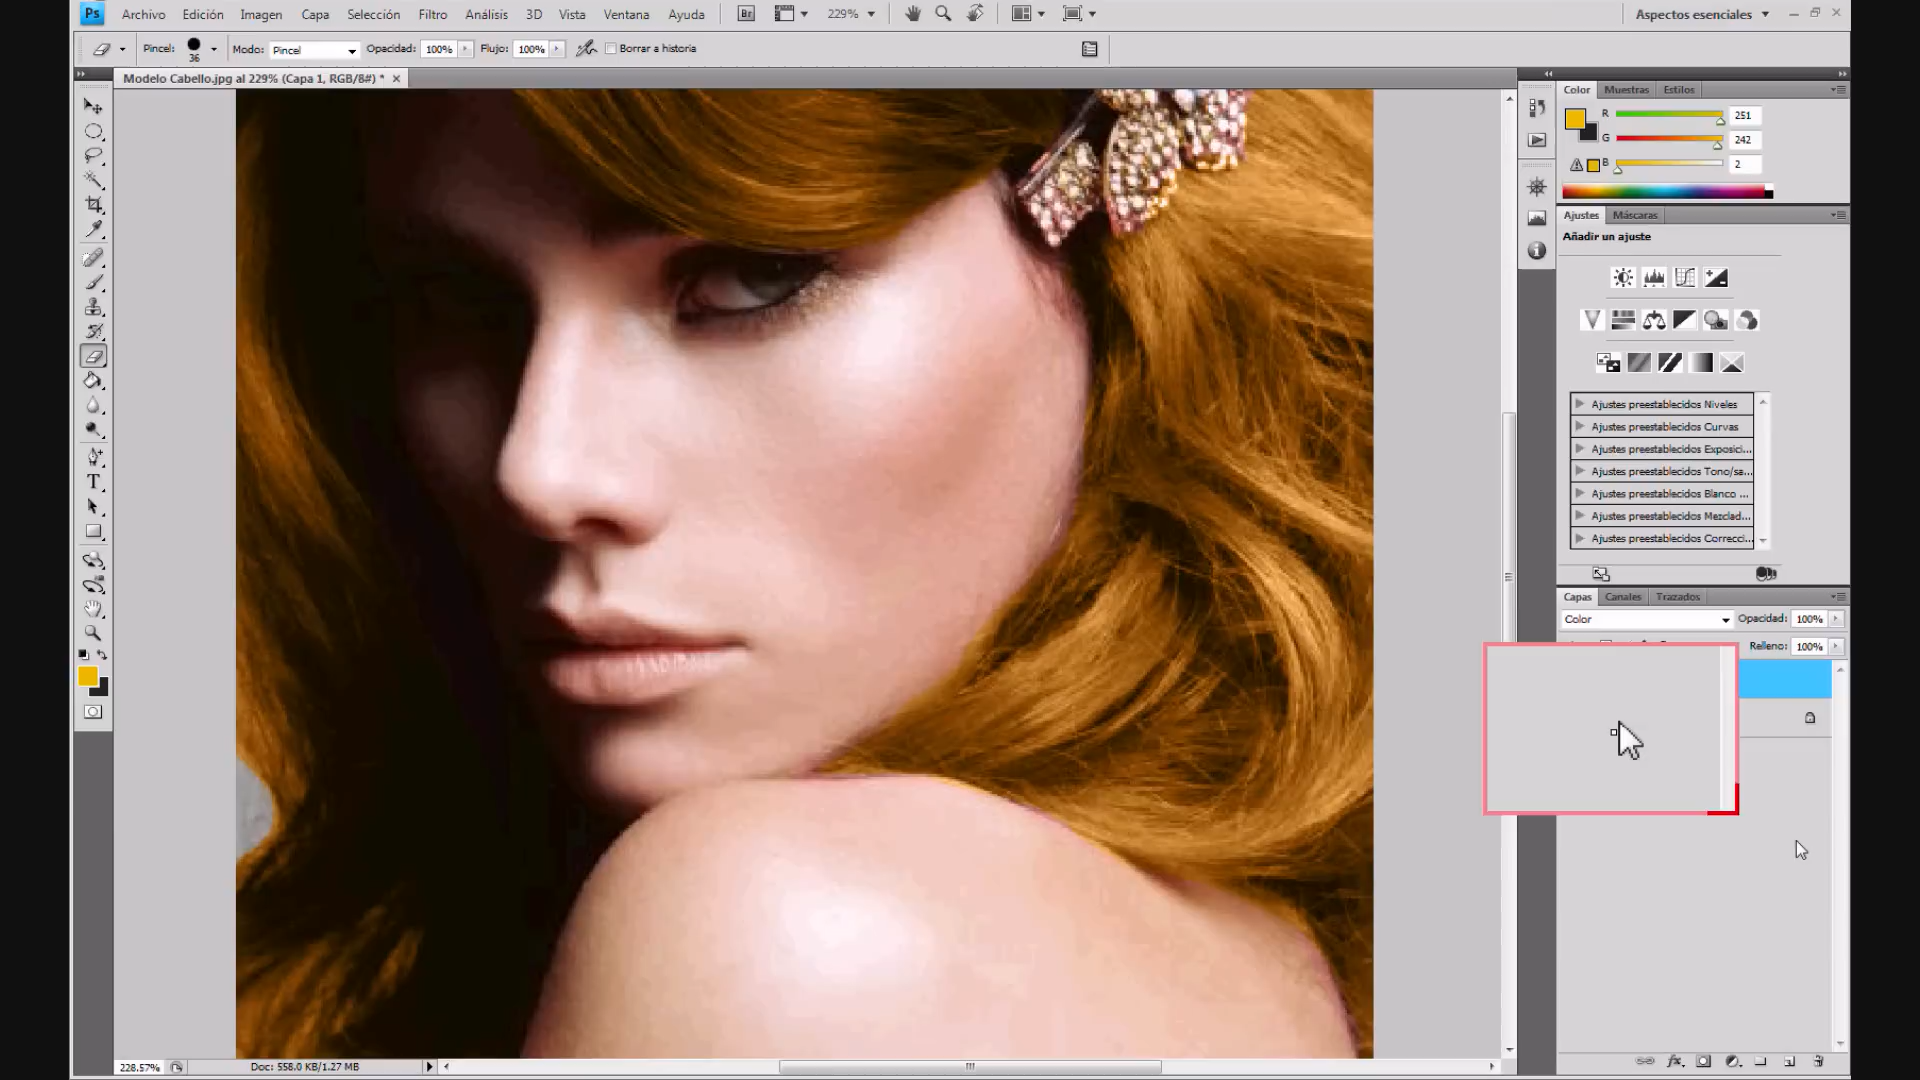 Ps Archivo Edición Imagen Capa Selección Filtro Análisis 3D Vista Ventana Ayuda Br 229% Aspectos esenciales
Pincel: 36 Modo: Pincel Opacidad: 100% Flujo: 100% Borrar a historia
Modelo Cabello.jpg al 229% (Capa 1, RGB/8#) *
Color Muestras Estilos
R 251
G 242
B 2
Ajustes Máscaras
Añadir un ajuste
Ajustes preestablecidos Niveles
Ajustes preestablecidos Curvas
Ajustes preestablecidos Exposici...
Ajustes preestablecidos Tono/sa...
Ajustes preestablecidos Blanco ...
Ajustes preestablecidos Mezclad...
Ajustes preestablecidos Correcci...
Capas Canales Trazados
Color Opacidad: 100%
Relleno: 100%
228.57% Doc: 558.0 KB/1.27 MB